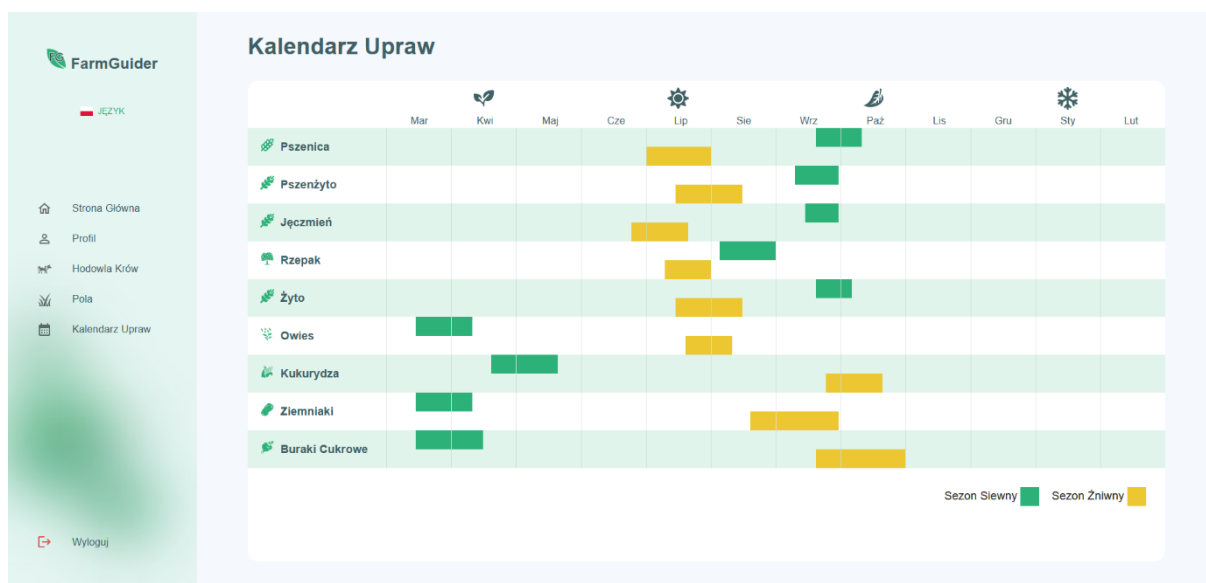 FarmGuider
JĘZYK
Strona Główna
Profil
Hodowla Krów
Pola
Kalendarz Upraw
Wyloguj
Kalendarz Upraw
Mar Kwi Maj Cze Lip Sie Wrz Paź Lis Gru Sty Lut
Pszenica
Pszenżyto
Jęczmień
Rzepak
Żyto
Owies
Kukurydza
Ziemniaki
Buraki Cukrowe
Sezon Siewny Sezon Żniwny